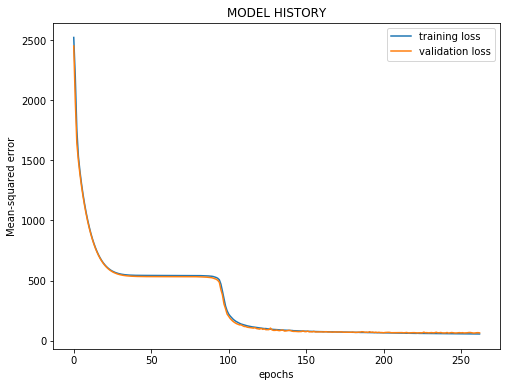 MODEL HISTORY
training loss
validation loss
Mean-squared error
2500
2000
1500
1000
500
0
0
50
100
150
200
250
epochs